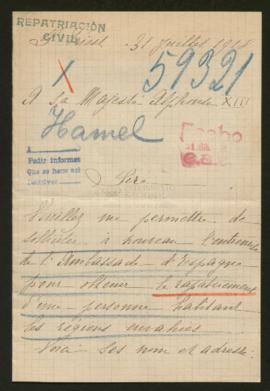 REPATRIACIÓN
CIVIL
31 Juillet 1918
X
59321
A Sa Majesté Alphonse XIII
Hamel
A
Pedir informes
Que se hace así
Sire
Veuillez me permettre de
solliciter à nouveau l'entremise
de l'Ambassade d'Espagne
pour obtenir le rapatriement
d'une personne habitant
les régions envahies
Voici ses nom et adresse: